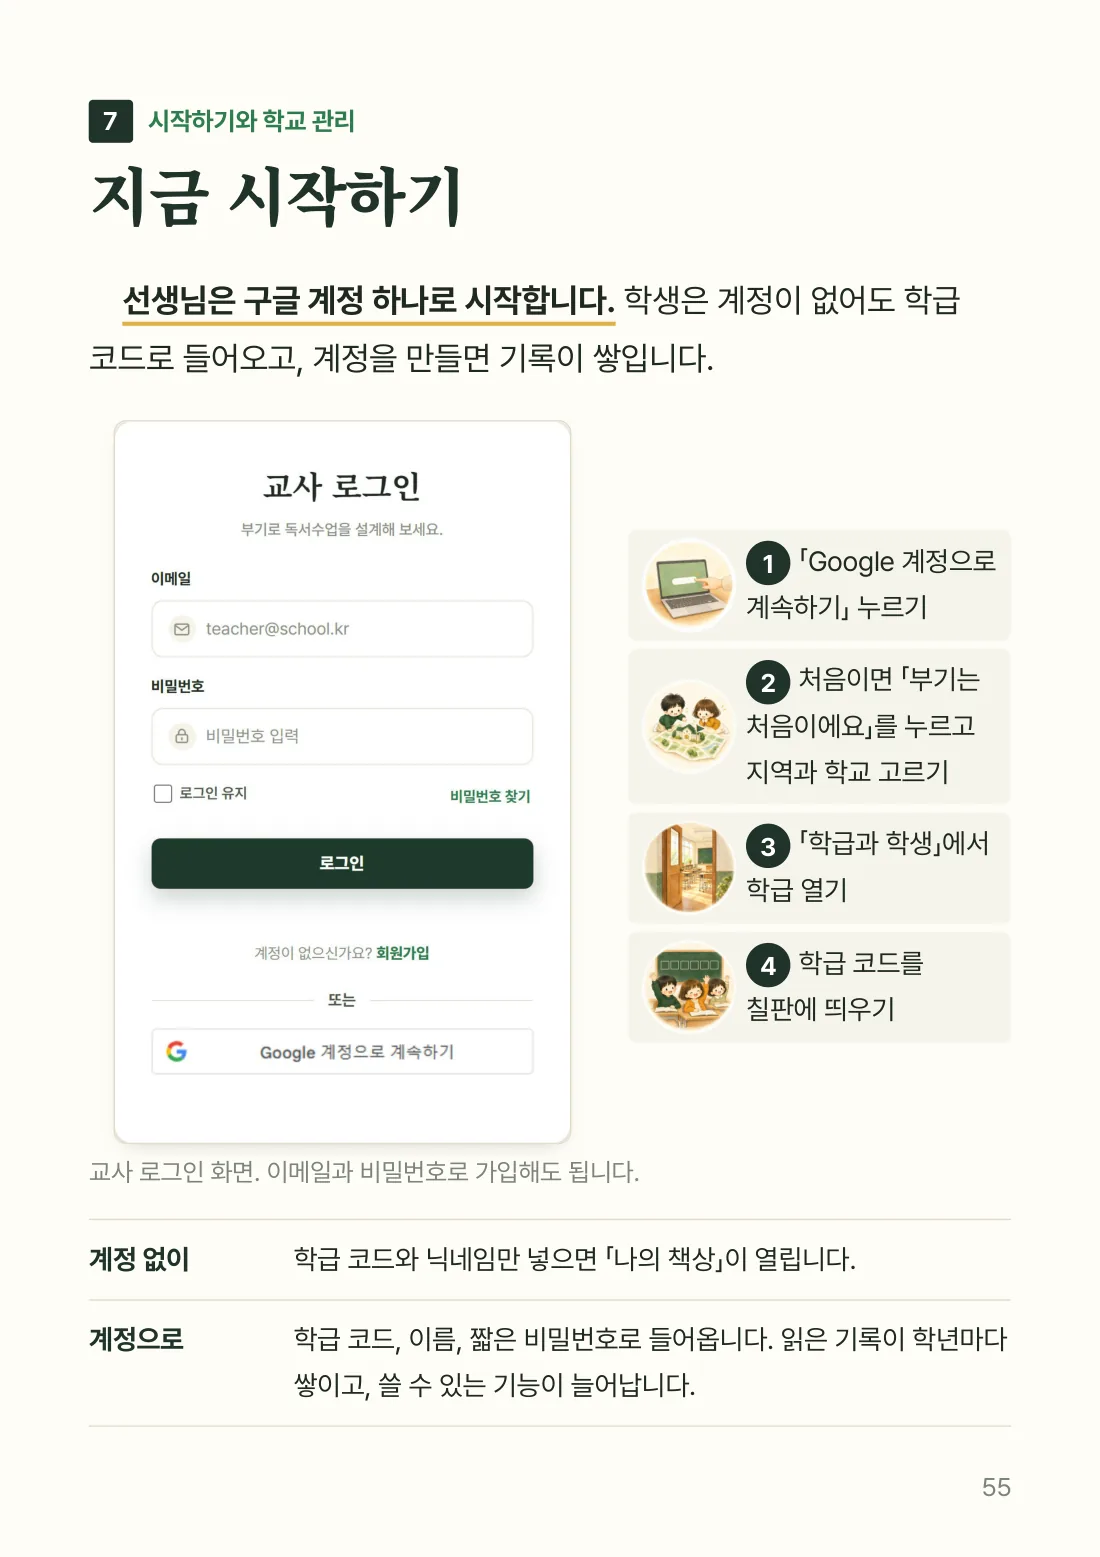 7 시작하기와 학교 관리
지금 시작하기
선생님은 구글 계정 하나로 시작합니다. 학생은 계정이 없어도 학급
코드로 들어오고, 계정을 만들면 기록이 쌓입니다.
교사 로그인
부기로 독서수업을 설계해 보세요.
이메일
teacher@school.kr
비밀번호
비밀번호 입력
로그인 유지
비밀번호 찾기
로그인
계정이 없으신가요? 회원가입
또는
Google 계정으로 계속하기
1 「Google 계정으로
계속하기」 누르기
2 처음이면 「부기는
처음이에요」를 누르고
지역과 학교 고르기
3 「학급과 학생」에서
학급 열기
4 학급 코드를
칠판에 띄우기
교사 로그인 화면. 이메일과 비밀번호로 가입해도 됩니다.
계정 없이
학급 코드와 닉네임만 넣으면 「나의 책상」이 열립니다.
계정으로
학급 코드, 이름, 짧은 비밀번호로 들어옵니다. 읽은 기록이 학년마다
쌓이고, 쓸 수 있는 기능이 늘어납니다.
55